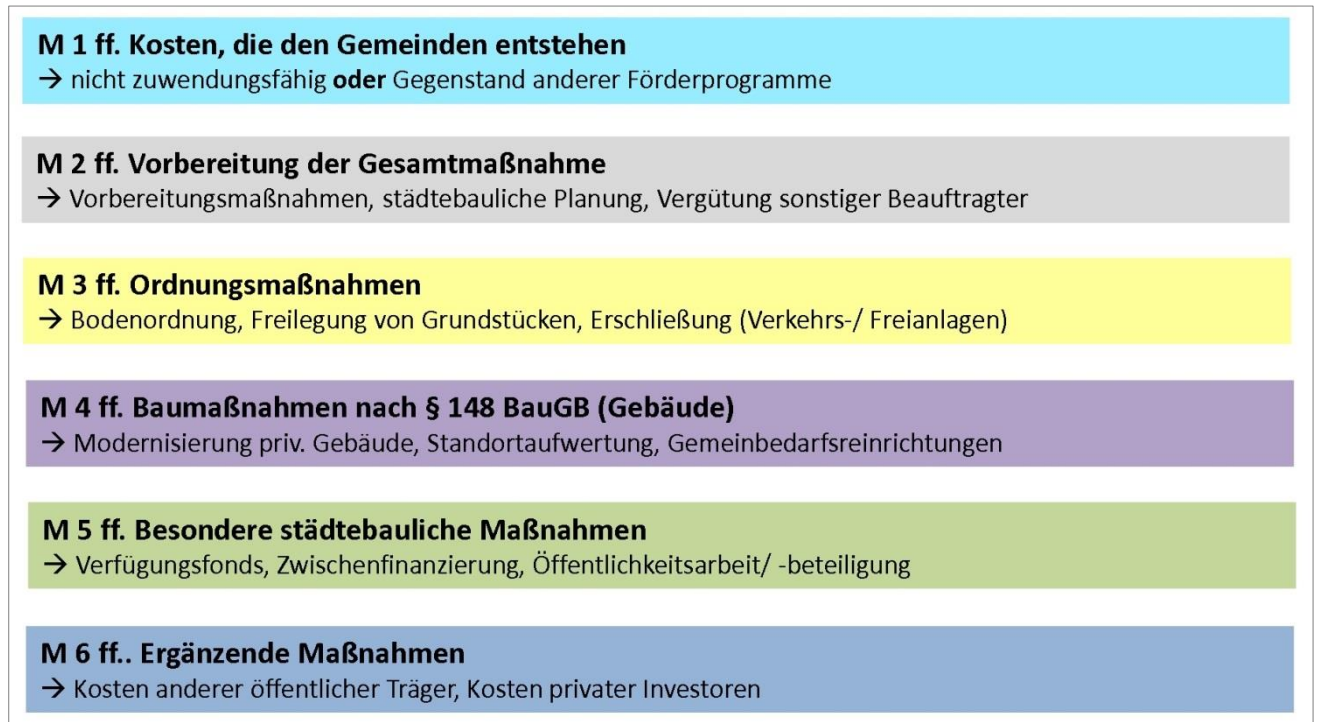 M 1 ff. Kosten, die den Gemeinden entstehen
→ nicht zuwendungsfähig oder Gegenstand anderer Förderprogramme
M 2 ff. Vorbereitung der Gesamtmaßnahme
→ Vorbereitungsmaßnahmen, städtebauliche Planung, Vergütung sonstiger Beauftragter
M 3 ff. Ordnungsmaßnahmen
→ Bodenordnung, Freilegung von Grundstücken, Erschließung (Verkehrs-/ Freianlagen)
M 4 ff. Baumaßnahmen nach § 148 BauGB (Gebäude)
→ Modernisierung priv. Gebäude, Standortaufwertung, Gemeinbedarfsreinrichtungen
M 5 ff. Besondere städtebauliche Maßnahmen
→ Verfügungsfonds, Zwischenfinanzierung, Öffentlichkeitsarbeit/ -beteiligung
M 6 ff.. Ergänzende Maßnahmen
→ Kosten anderer öffentlicher Träger, Kosten privater Investoren